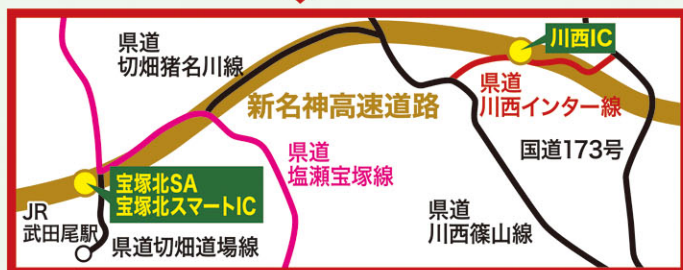 県道
切畑猪名川線
川西IC
新名神高速道路
県道
川西インター線
国道173号
県道
塩瀬宝塚線
宝塚北SA
宝塚北スマートIC
JR
武田尾駅
県道切畑道場線
県道
川西篠山線